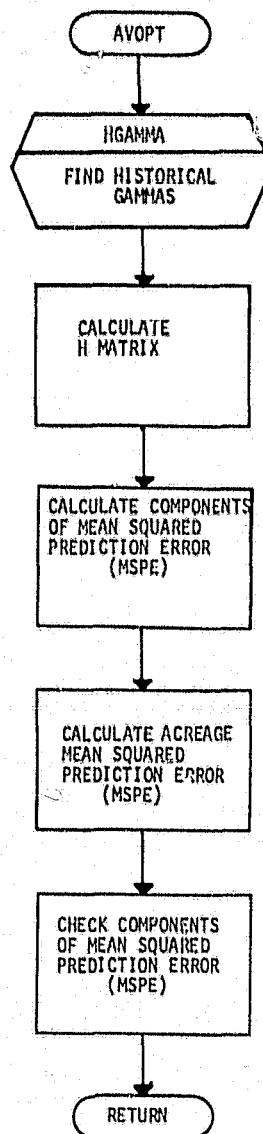 AVOPT
HGAMMA
FIND HISTORICAL
GAMMAS
CALCULATE
H MATRIX
CALCULATE COMPONENTS
OF MEAN SQUARED
PREDICTION ERROR
(MSPE)
CALCULATE ACREAGE
MEAN SQUARED
PREDICTION ERROR
(MSPE)
CHECK COMPONENTS
OF MEAN SQUARED
PREDICTION ERROR
(MSPE)
RETURN